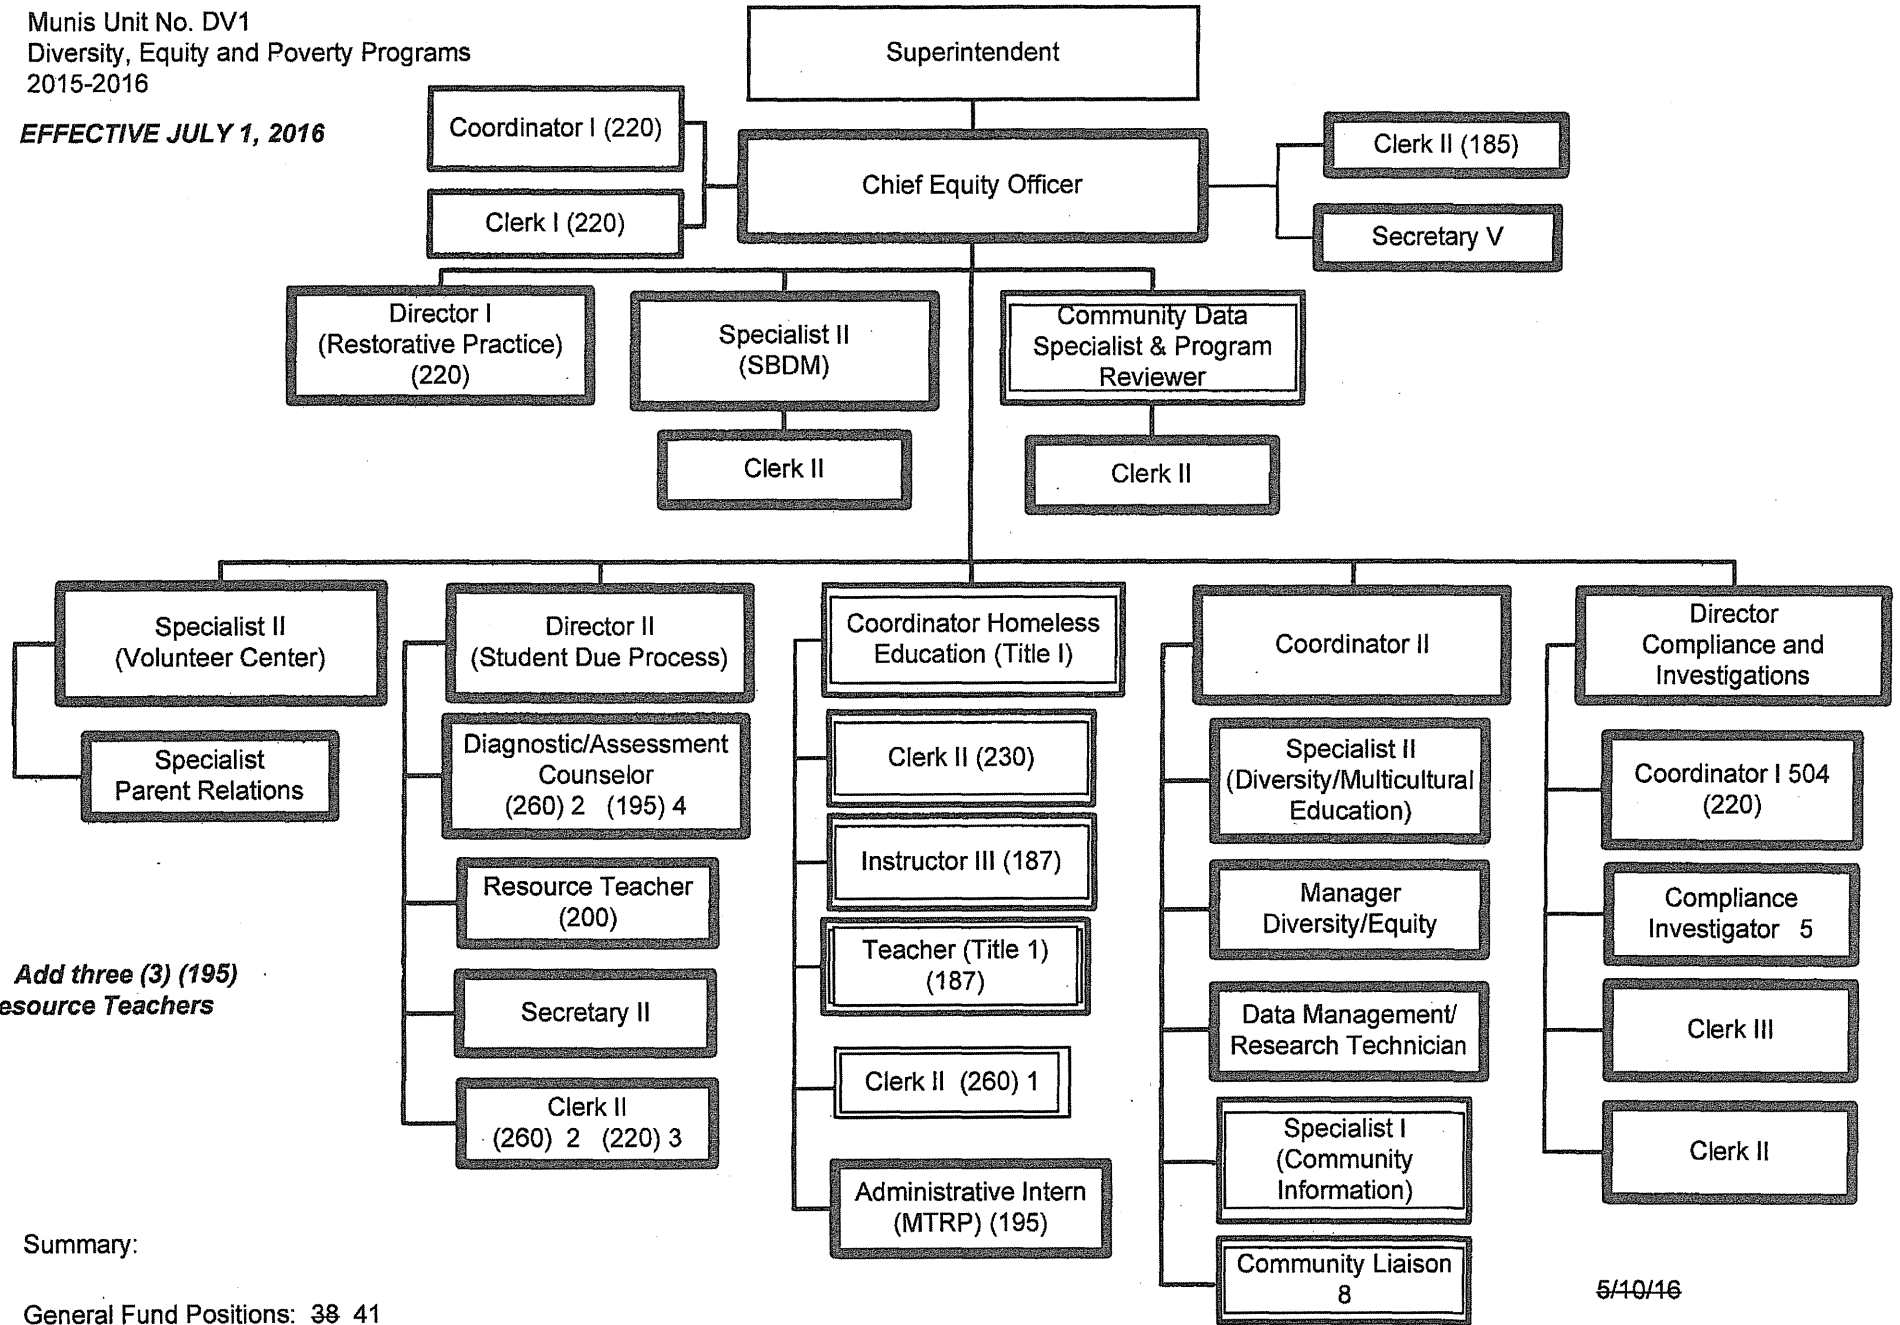 Munis Unit No. DV1
Diversity, Equity and Poverty Programs
2015-2016
EFFECTIVE JULY 1, 2016
Superintendent
Coordinator I (220)
Clerk I (220)
Chief Equity Officer
Clerk II (185)
Secretary V
Director I
(Restorative Practice)
(220)
Specialist II
(SBDM)
Community Data
Specialist & Program
Reviewer
Clerk II
Clerk II
Specialist II
(Volunteer Center)
Specialist
Parent Relations
Director II
(Student Due Process)
Diagnostic/Assessment
Counselor
(260) 2 (195) 4
Resource Teacher
(200)
Secretary II
Clerk II
(260) 2 (220) 3
Coordinator Homeless
Education (Title I)
Clerk II (230)
Instructor III (187)
Teacher (Title 1)
(187)
Clerk II (260) 1
Administrative Intern
(MTRP) (195)
Coordinator II
Specialist II
(Diversity/Multicultural
Education)
Manager
Diversity/Equity
Data Management/
Research Technician
Specialist I
(Community
Information)
Community Liaison
8
Director
Compliance and
Investigations
Coordinator I 504
(220)
Compliance
Investigator 5
Clerk III
Clerk II
Add three (3) (195)
esource Teachers
Summary:
General Fund Positions: 38 41
5/10/16